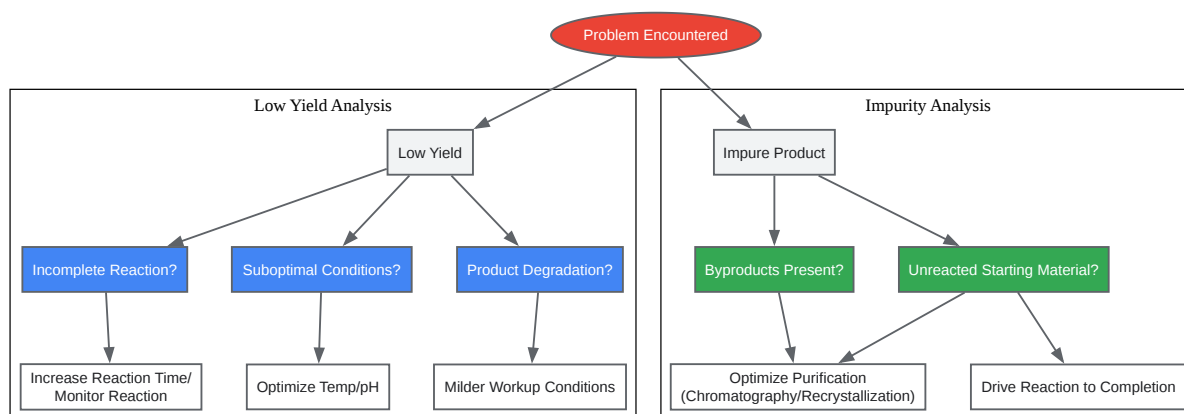 Problem Encountered
Low Yield Analysis
Impurity Analysis
Low Yield
Impure Product
Incomplete Reaction?
Suboptimal Conditions?
Product Degradation?
Byproducts Present?
Unreacted Starting Material?
Increase Reaction Time/
Monitor Reaction
Optimize Temp/pH
Milder Workup Conditions
Optimize Purification
(Chromatography/Recrystallization)
Drive Reaction to Completion